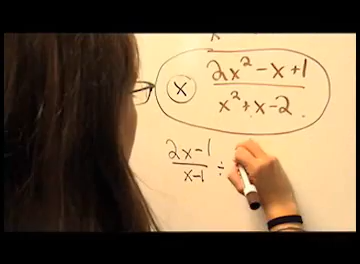 x
x 2x² - x + 1
x² + x - 2
2x - 1 ÷
x - 1